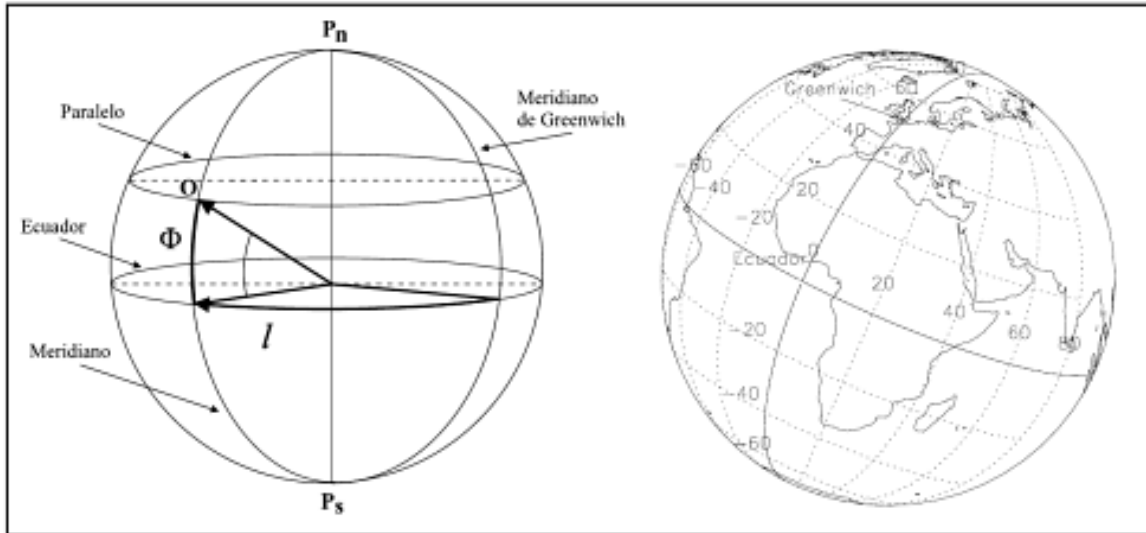 Pn
Paralelo
Meridiano
de Greenwich
O
Ecuador
Φ
l
Meridiano
Ps
Greenwich
60
40
20
0
Ecuador
-60
-40
-20
20
40
60
80
-20
-40
-60